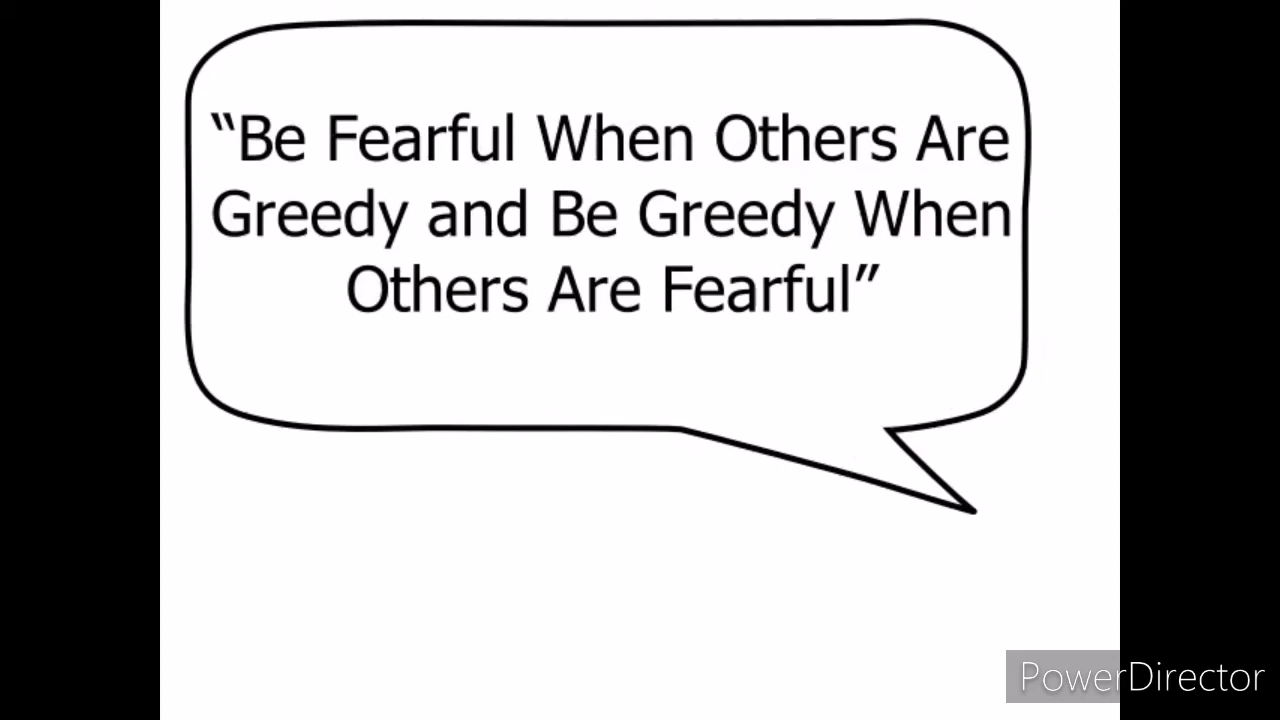 “Be Fearful When Others Are
Greedy and Be Greedy When
Others Are Fearful”
PowerDirector